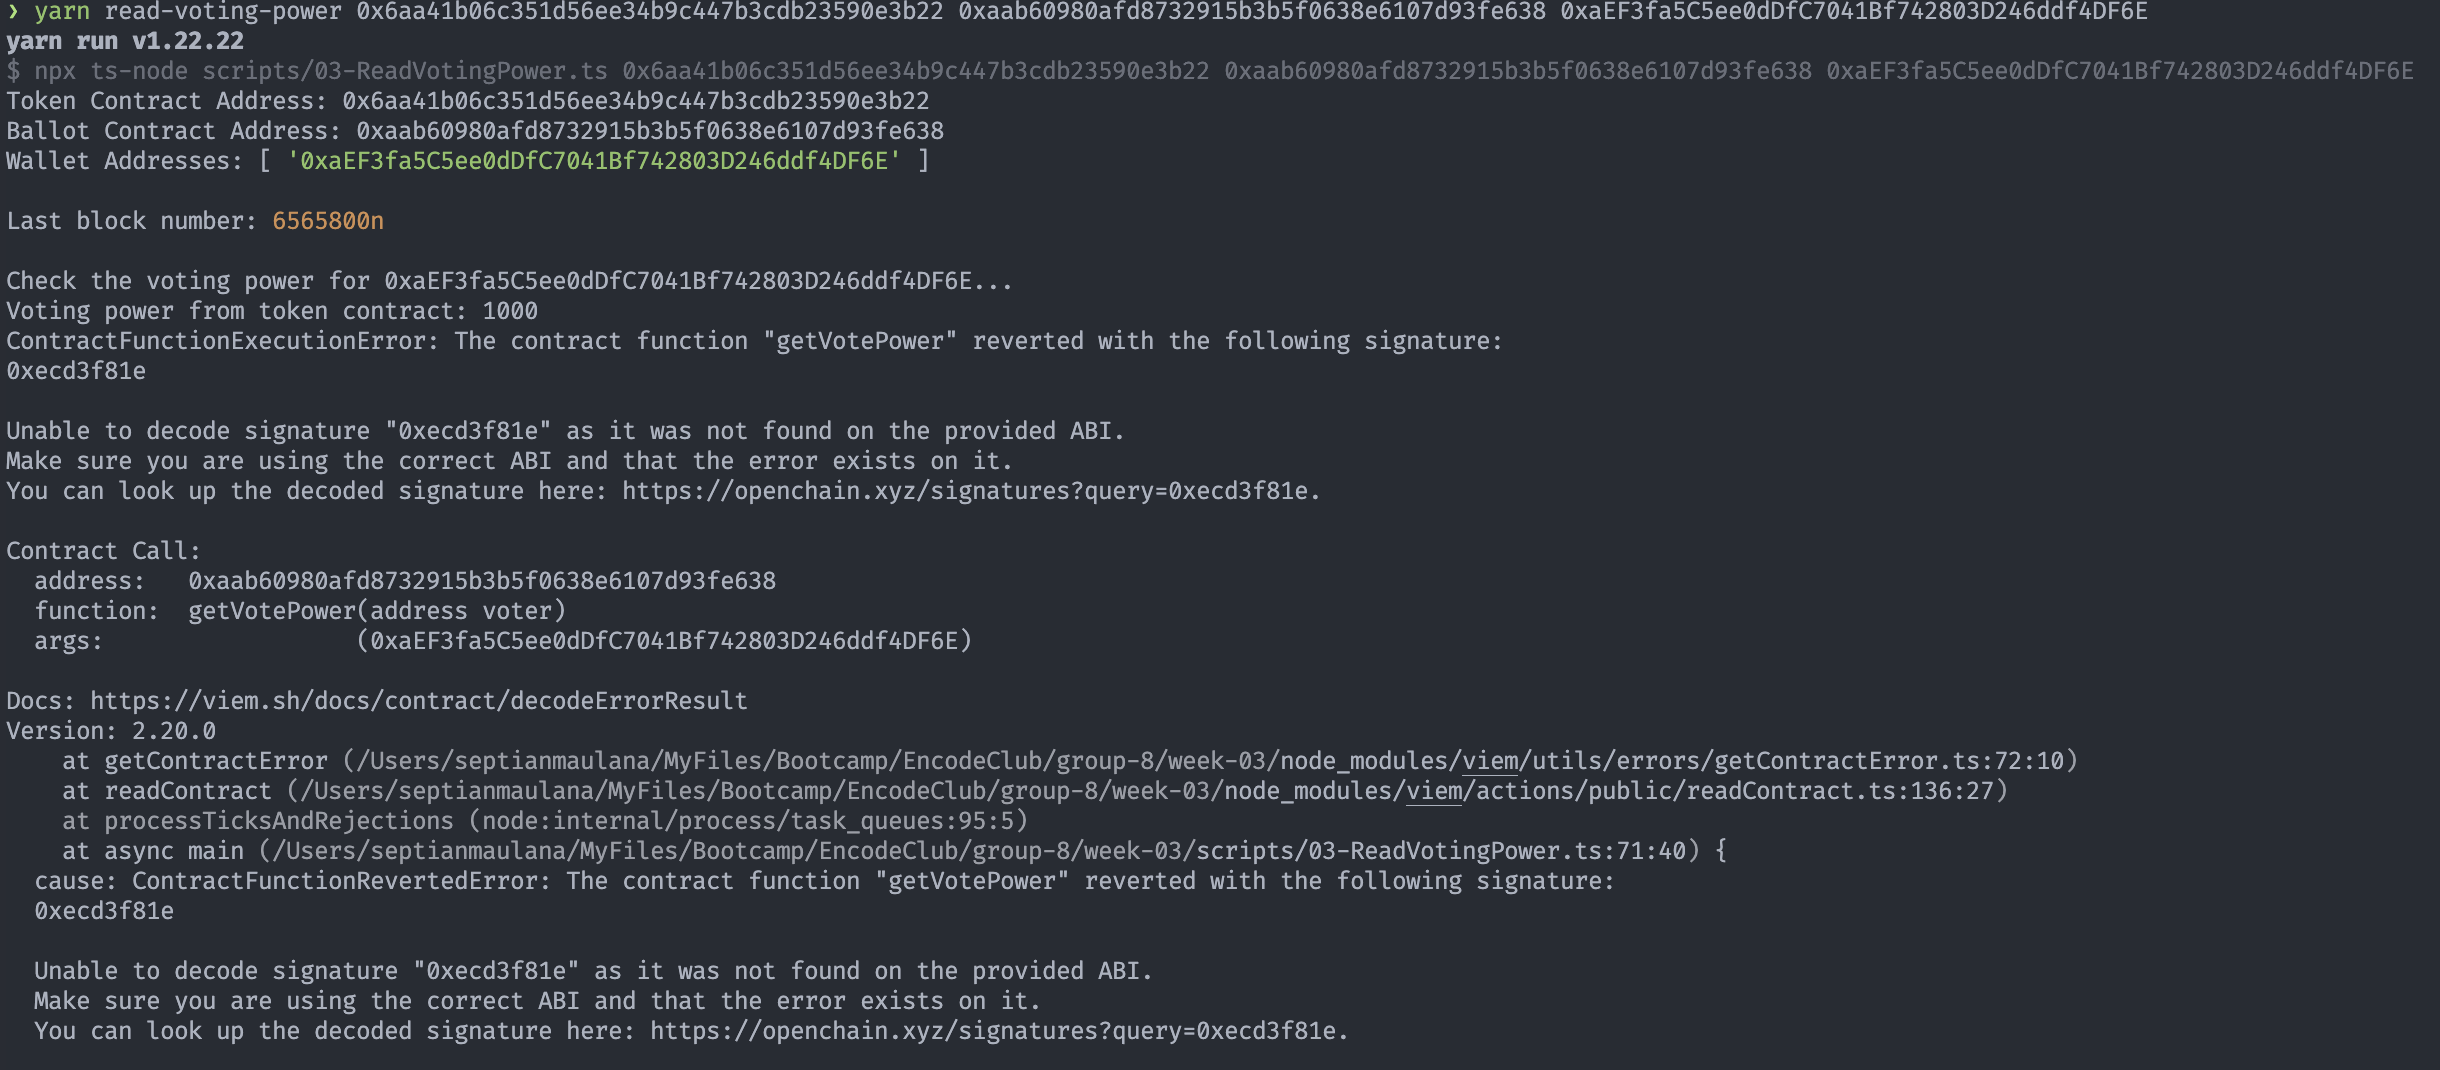 ❯ yarn read-voting-power 0x6aa41b06c351d56ee34b9c447b3cdb23590e3b22 0xaab60980afd8732915b3b5f0638e6107d93fe638 0xaEF3fa5C5ee0dDfC7041Bf742803D246ddf4DF6E
yarn run v1.22.22
$ npx ts-node scripts/03-ReadVotingPower.ts 0x6aa41b06c351d56ee34b9c447b3cdb23590e3b22 0xaab60980afd8732915b3b5f0638e6107d93fe638 0xaEF3fa5C5ee0dDfC7041Bf742803D246ddf4DF6E
Token Contract Address: 0x6aa41b06c351d56ee34b9c447b3cdb23590e3b22
Ballot Contract Address: 0xaab60980afd8732915b3b5f0638e6107d93fe638
Wallet Addresses: [ '0xaEF3fa5C5ee0dDfC7041Bf742803D246ddf4DF6E' ]
Last block number: 6565800n
Check the voting power for 0xaEF3fa5C5ee0dDfC7041Bf742803D246ddf4DF6E...
Voting power from token contract: 1000
ContractFunctionExecutionError: The contract function "getVotePower" reverted with the following signature:
0xecd3f81e
Unable to decode signature "0xecd3f81e" as it was not found on the provided ABI.
Make sure you are using the correct ABI and that the error exists on it.
You can look up the decoded signature here: https://openchain.xyz/signatures?query=0xecd3f81e.
Contract Call:
address: 0xaab60980afd8732915b3b5f0638e6107d93fe638
function: getVotePower(address voter)
args: (0xaEF3fa5C5ee0dDfC7041Bf742803D246ddf4DF6E)
Docs: https://viem.sh/docs/contract/decodeErrorResult
Version: 2.20.0
at getContractError (/Users/septianmaulana/MyFiles/Bootcamp/EncodeClub/group-8/week-03/node_modules/viem/utils/errors/getContractError.ts:72:10)
at readContract (/Users/septianmaulana/MyFiles/Bootcamp/EncodeClub/group-8/week-03/node_modules/viem/actions/public/readContract.ts:136:27)
at processTicksAndRejections (node:internal/process/task_queues:95:5)
at async main (/Users/septianmaulana/MyFiles/Bootcamp/EncodeClub/group-8/week-03/scripts/03-ReadVotingPower.ts:71:40) {
cause: ContractFunctionRevertedError: The contract function "getVotePower" reverted with the following signature:
0xecd3f81e
Unable to decode signature "0xecd3f81e" as it was not found on the provided ABI.
Make sure you are using the correct ABI and that the error exists on it.
You can look up the decoded signature here: https://openchain.xyz/signatures?query=0xecd3f81e.